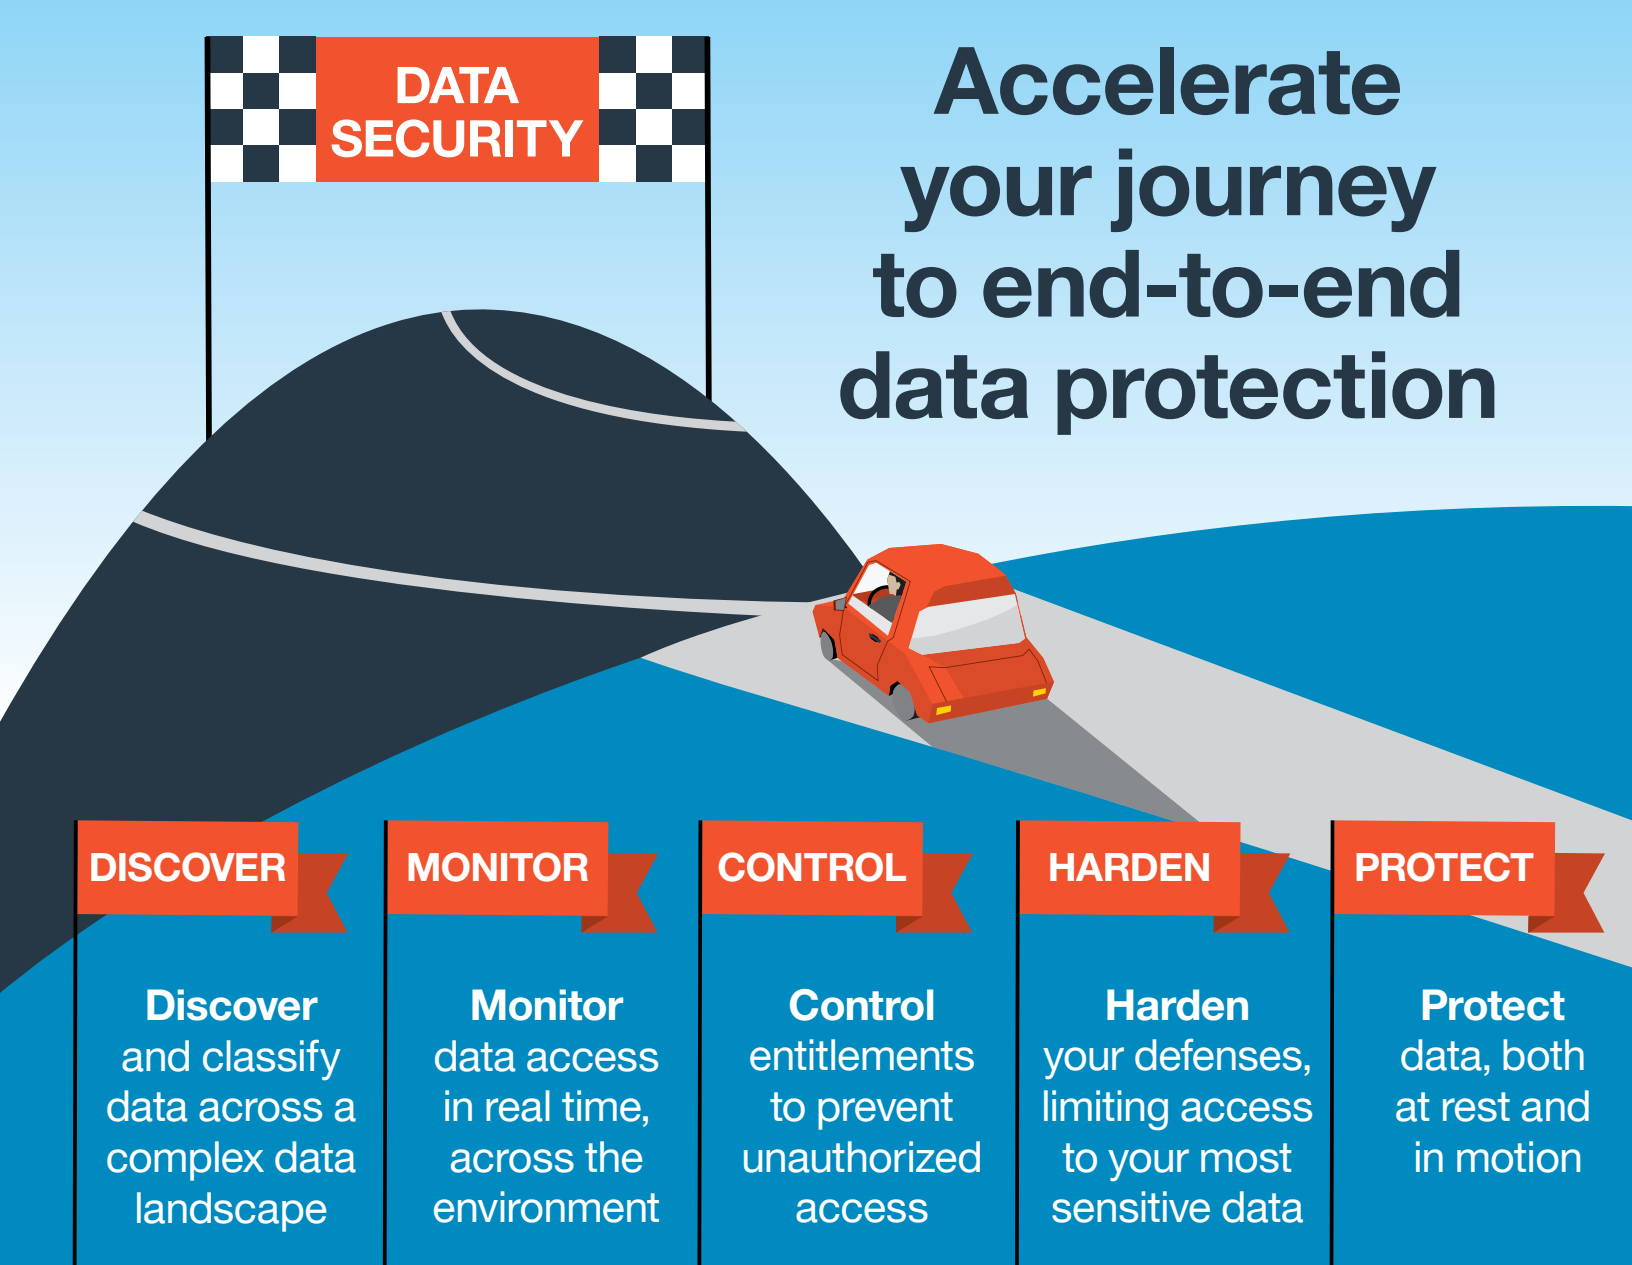 DATA
SECURITY
Accelerate
your journey
to end-to-end
data protection
DISCOVER
MONITOR
CONTROL
HARDEN
PROTECT
Discover
and classify
data across a
complex data
landscape
Monitor
data access
in real time,
across the
environment
Control
entitlements
to prevent
unauthorized
access
Harden
your defenses,
limiting access
to your most
sensitive data
Protect
data, both
at rest and
in motion